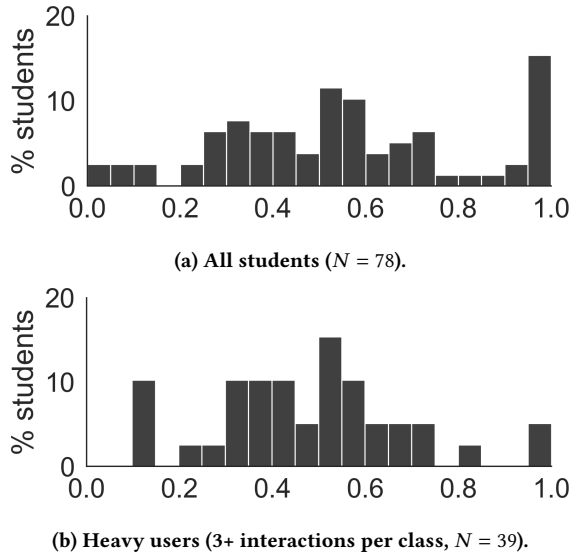 20
10
0
% students
0.0 0.2 0.4 0.6 0.8 1.0
(a) All students (N = 78).
20
10
0
% students
0.0 0.2 0.4 0.6 0.8 1.0
(b) Heavy users (3+ interactions per class, N = 39).